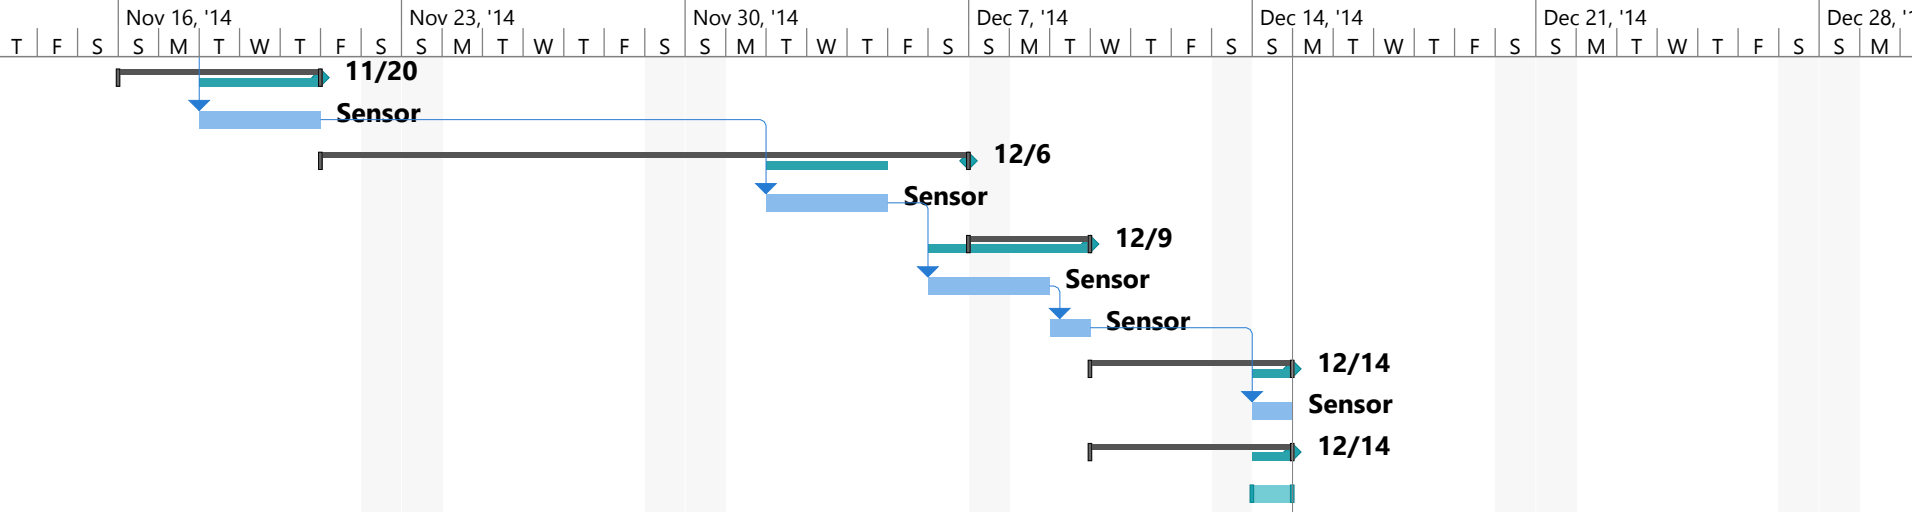 Nov 16, '14 Nov 23, '14 Nov 30, '14 Dec 7, '14 Dec 14, '14 Dec 21, '14 Dec 28, '1
T F S S M T W T F S S M T W T F S S M T W T F S S M T W T F S S M T W T F S S M T W T F S S M
11/20
Sensor
12/6
Sensor
12/9
Sensor
Sensor
12/14
Sensor
12/14